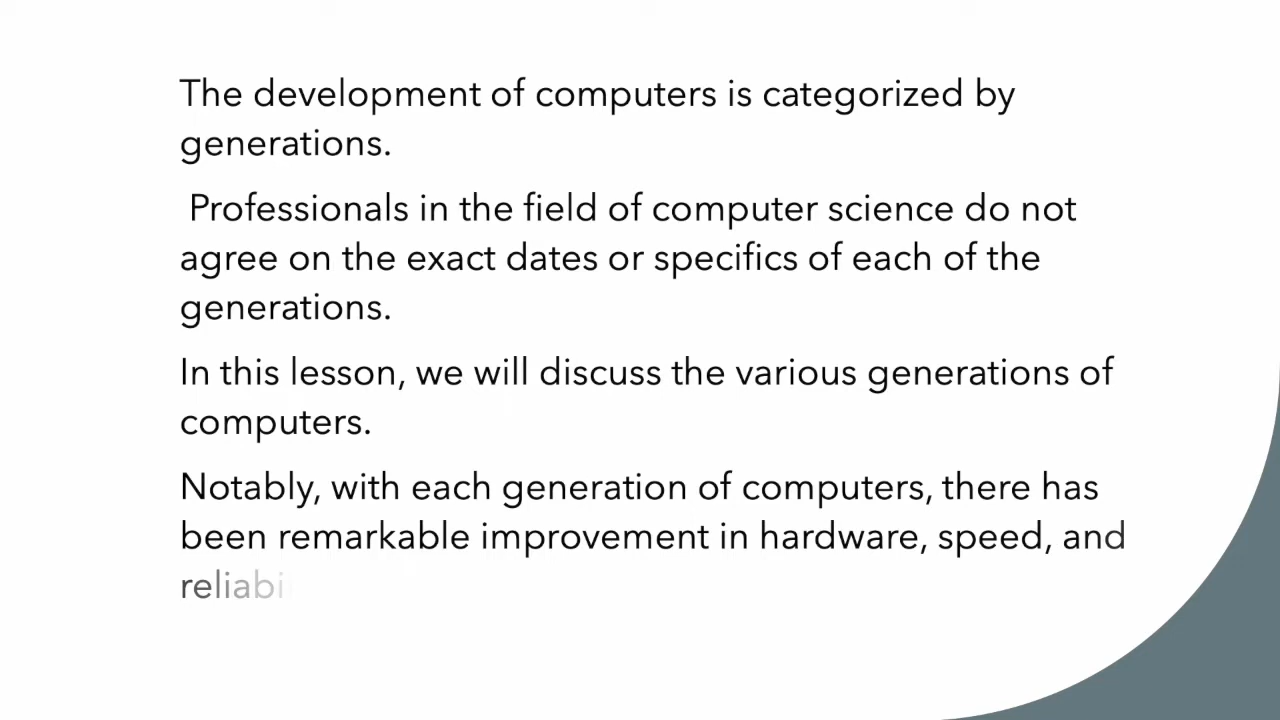 The development of computers is categorized by
generations.
Professionals in the field of computer science do not
agree on the exact dates or specifics of each of the
generations.
In this lesson, we will discuss the various generations of
computers.
Notably, with each generation of computers, there has
been remarkable improvement in hardware, speed, and
reliabi